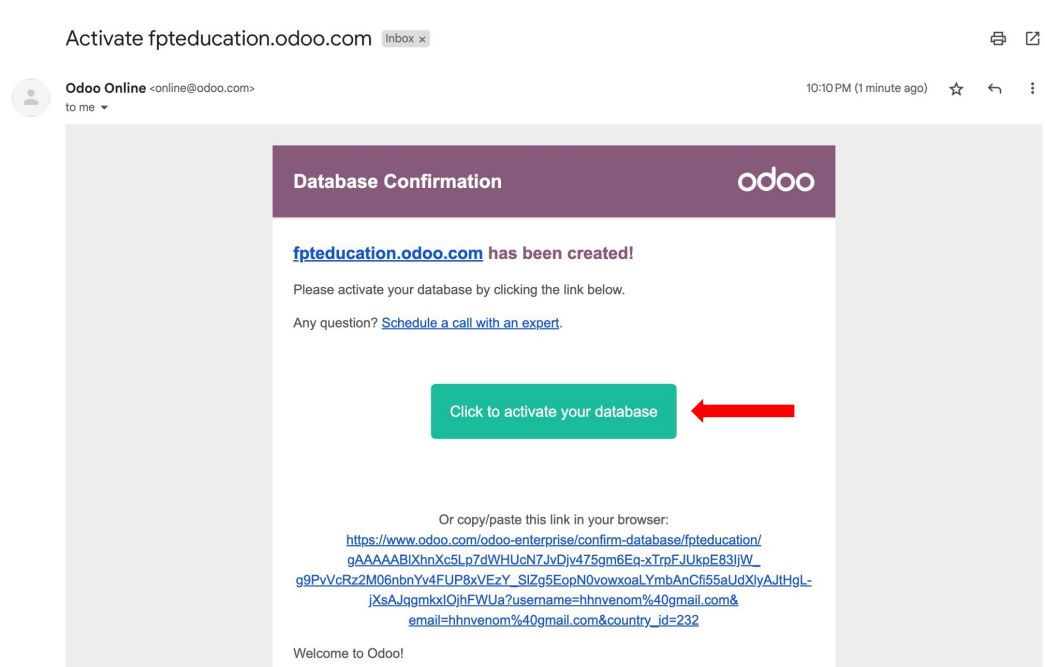 Activate fpteducation.odoo.com Inbox x
Odoo Online <online@odoo.com>
10:10 PM (1 minute ago)
to me
Database Confirmation
odoo
fpteducation.odoo.com has been created!
Please activate your database by clicking the link below.
Any question? Schedule a call with an expert.
Click to activate your database
Or copy/paste this link in your browser:
https://www.odoo.com/odoo-enterprise/confirm-database/fpteducation/
gAAAAABlXhnXc5Lp7dWHUcN7JvDjv475gm6Eq-xTrpFJUkpE83IjW_
g9PvVcRz2M06nbnYv4FUP8xVEzY_SlZg5EopN0vowxoaLYmbAnCfi55aUdXlyAJtHgL-
jXsAJqgmkxIOjhFWUa?username=hhnvenom%40gmail.com&
email=hhnvenom%40gmail.com&country_id=232
Welcome to Odoo!